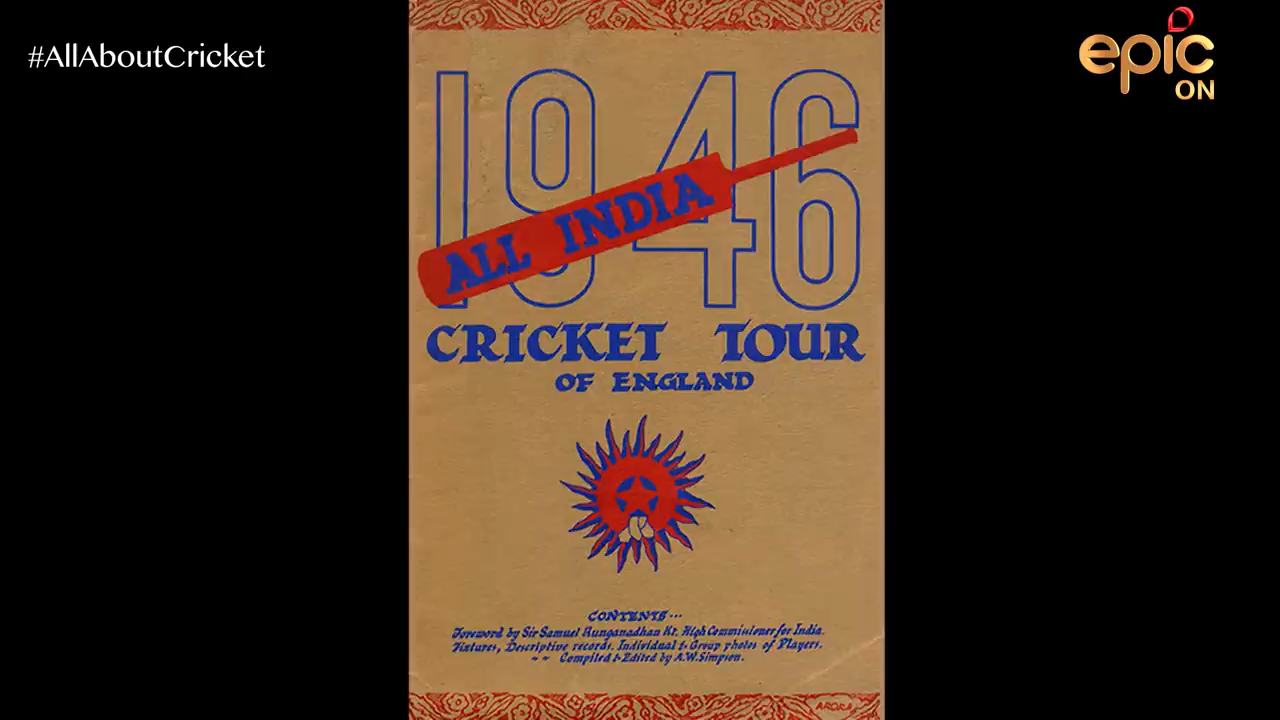 #AllAboutCricket
epic
ON
1946
ALL INDIA
CRICKET TOUR
OF ENGLAND
CONTENTS...
Foreword by Sir Samuel Runganadhan Kt. High Commissioner for India.
Fixtures, Descriptive records. Individual & Group photos of Players.
~ ~ Compiled & Edited by A.W. Simpson.
ARORA